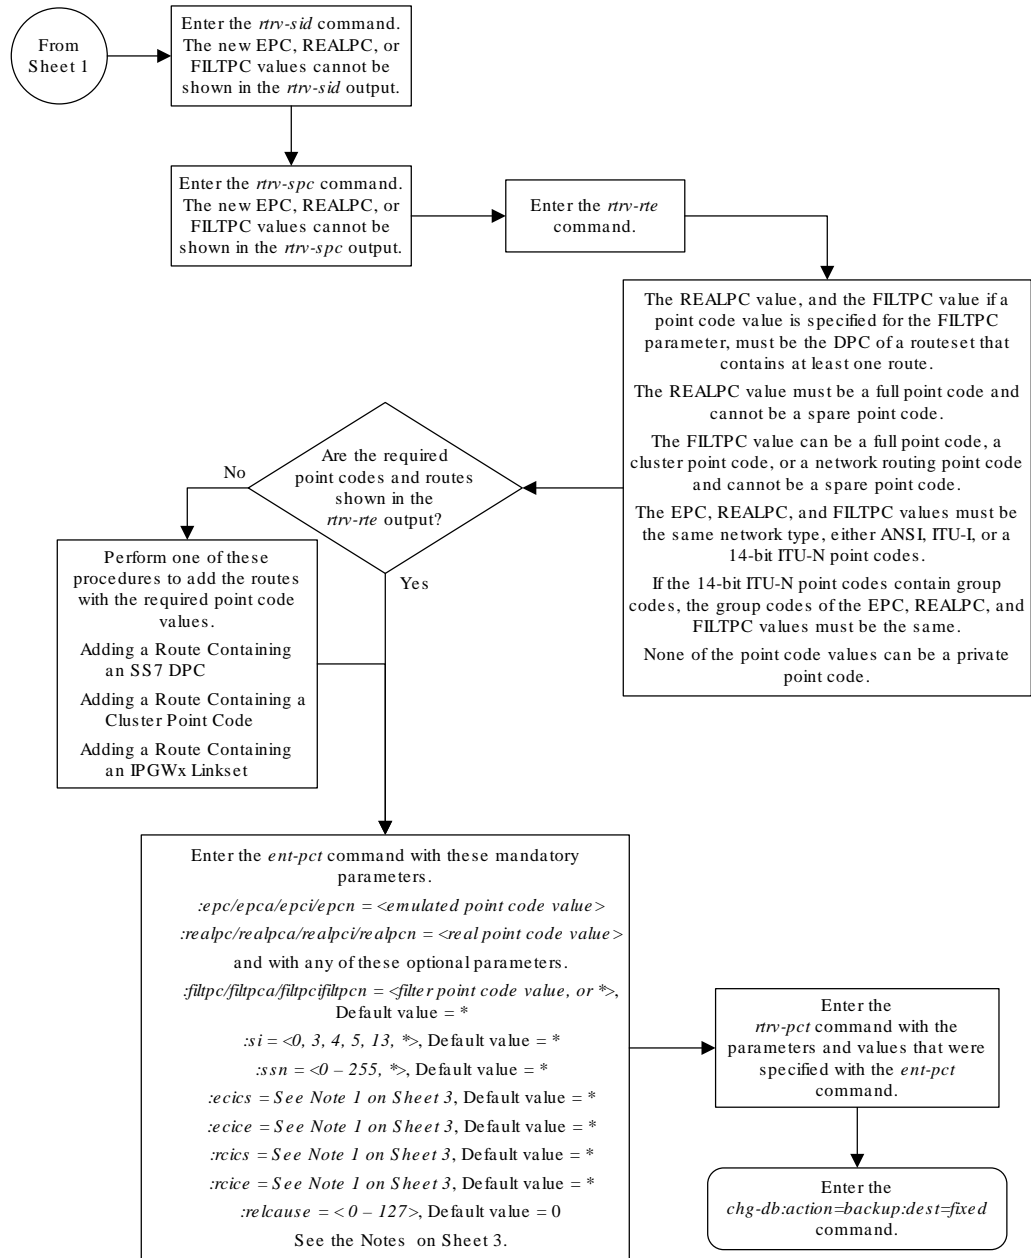 From
Sheet 1
Enter the rtrv-sid command.
The new EPC, REALPC, or
FILTPC values cannot be
shown in the rtrv-sid output.
Enter the rtrv-spc command.
The new EPC, REALPC, or
FILTPC values cannot be
shown in the rtrv-spc output.
Enter the rtrv-rte
command.
The REALPC value, and the FILTPC value if a
point code value is specified for the FILTPC
parameter, must be the DPC of a routeset that
contains at least one route.
The REALPC value must be a full point code and
cannot be a spare point code.
The FILTPC value can be a full point code, a
cluster point code, or a network routing point code
and cannot be a spare point code.
The EPC, REALPC, and FILTPC values must be
the same network type, either ANSI, ITU-I, or a
14-bit ITU-N point codes.
If the 14-bit ITU-N point codes contain group
codes, the group codes of the EPC, REALPC, and
FILTPC values must be the same.
None of the point code values can be a private
point code.
Are the required
point codes and routes
shown in the
rtrv-rte output?
No
Yes
Perform one of these
procedures to add the routes
with the required point code
values.
Adding a Route Containing
an SS7 DPC
Adding a Route Containing a
Cluster Point Code
Adding a Route Containing
an IPGWx Linkset
Enter the ent-pct command with these mandatory
parameters.
:epc/epca/epci/epcn = <emulated point code value>
:realpc/realpca/realpci/realpcn = <real point code value>
and with any of these optional parameters.
:filtpc/filtpca/filtpcifiltpcn = <filter point code value, or *>,
Default value = *
:si = <0, 3, 4, 5, 13, *>, Default value = *
:ssn = <0 – 255, *>, Default value = *
:ecics = See Note 1 on Sheet 3, Default value = *
:ecice = See Note 1 on Sheet 3, Default value = *
:rcics = See Note 1 on Sheet 3, Default value = *
:rcice = See Note 1 on Sheet 3, Default value = *
:relcause = < 0 – 127>, Default value = 0
See the Notes on Sheet 3.
Enter the
rtrv-pct command with the
parameters and values that were
specified with the ent-pct
command.
Enter the
chg-db:action=backup:dest=fixed
command.